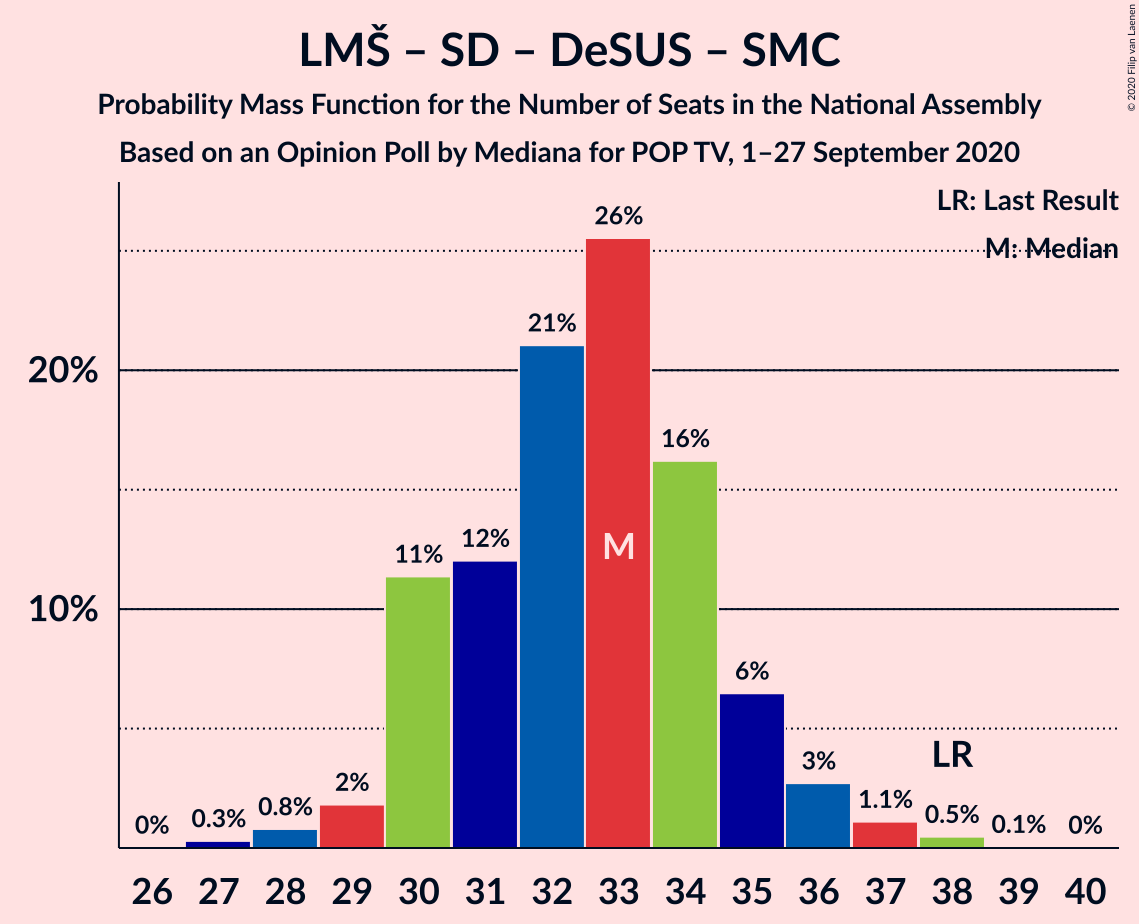 LMŠ – SD – DeSUS – SMC
Probability Mass Function for the Number of Seats in the National Assembly
Based on an Opinion Poll by Mediana for POP TV, 1–27 September 2020
© 2020 Filip van Laenen
LR: Last Result
M: Median
26%
21%
20%
16%
M
12%
11%
10%
6%
LR
3%
2%
1.1%
0.8%
0.5%
0.3%
0%
0.1%
0%
26 27 28 29 30 31 32 33 34 35 36 37 38 39 40